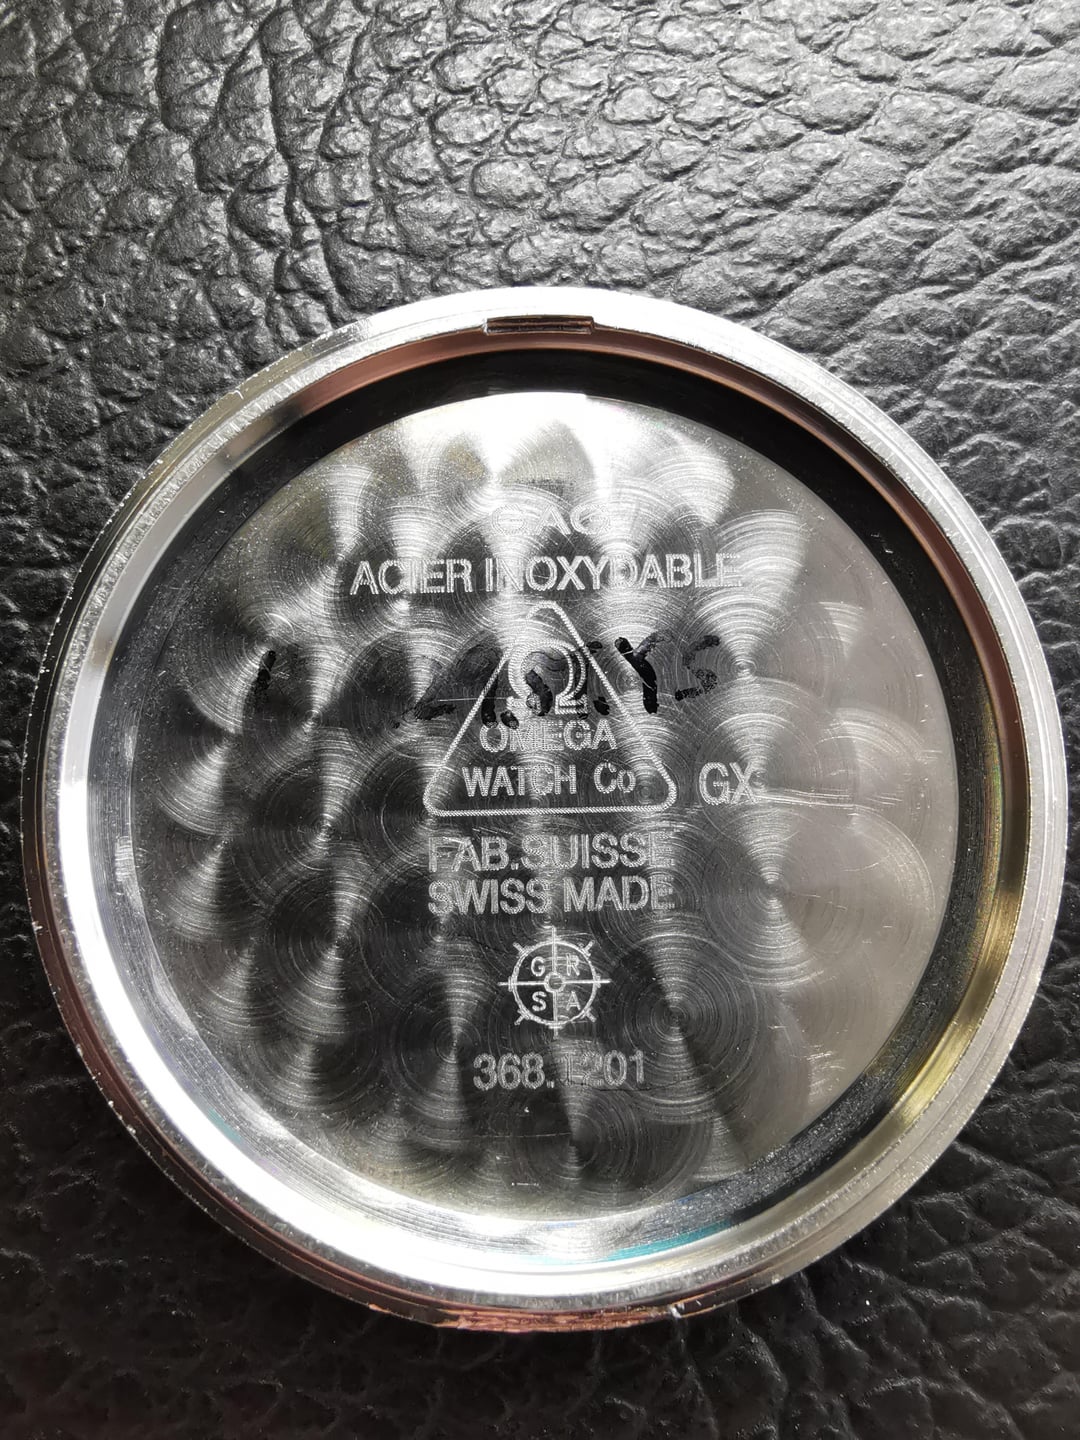 ACIER INOXYDABLE
Ω
OMEGA
WATCH Co
GX
FAB.SUISSE
SWISS MADE
G R
S A
368.1201